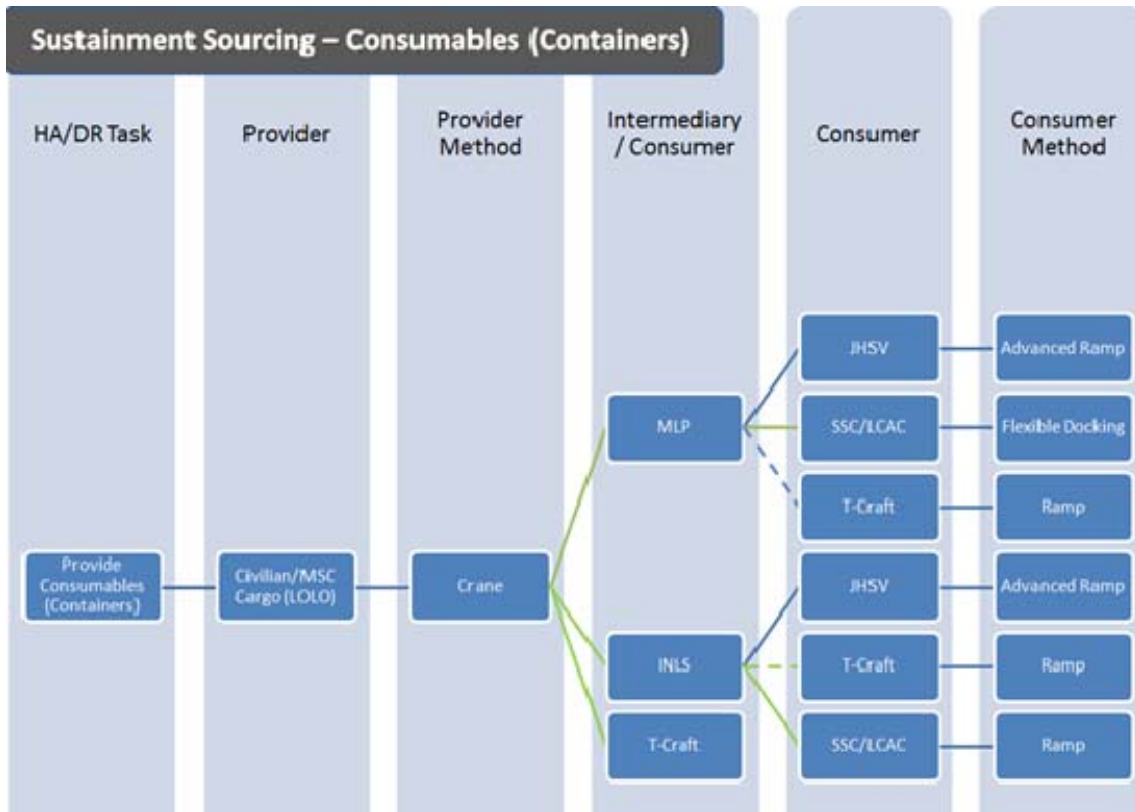 Sustainment Sourcing – Consumables (Containers)
HA/DR Task
Provider
Provider
Method
Intermediary
/ Consumer
Consumer
Consumer
Method
JHSV
Advanced Ramp
MLP
SSC/LCAC
Flexible Docking
T-Craft
Ramp
Provide
Consumables
(Containers)
Civilian/MSC
Cargo (LOLO)
Crane
JHSV
Advanced Ramp
INLS
T-Craft
Ramp
T-Craft
SSC/LCAC
Ramp